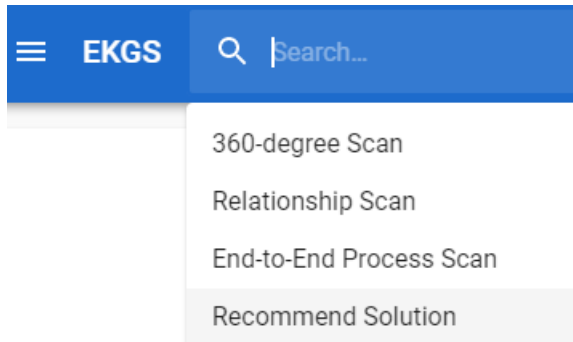 EKGS Search...
360-degree Scan
Relationship Scan
End-to-End Process Scan
Recommend Solution